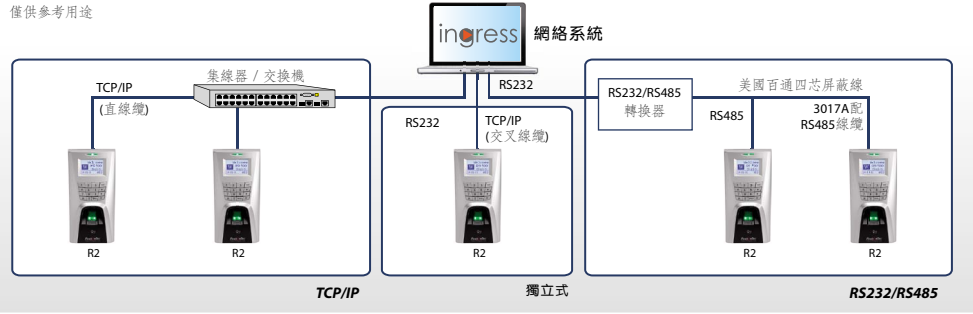 僅供參考用途
ingress
網絡系統
TCP/IP
(直線纜)
集線器 / 交換機
R2
R2
TCP/IP
RS232
RS232
TCP/IP
(交叉線纜)
R2
獨立式
RS232/RS485
轉換器
美國百通四芯屏蔽線
RS485
3017A配
RS485線纜
R2
R2
RS232/RS485